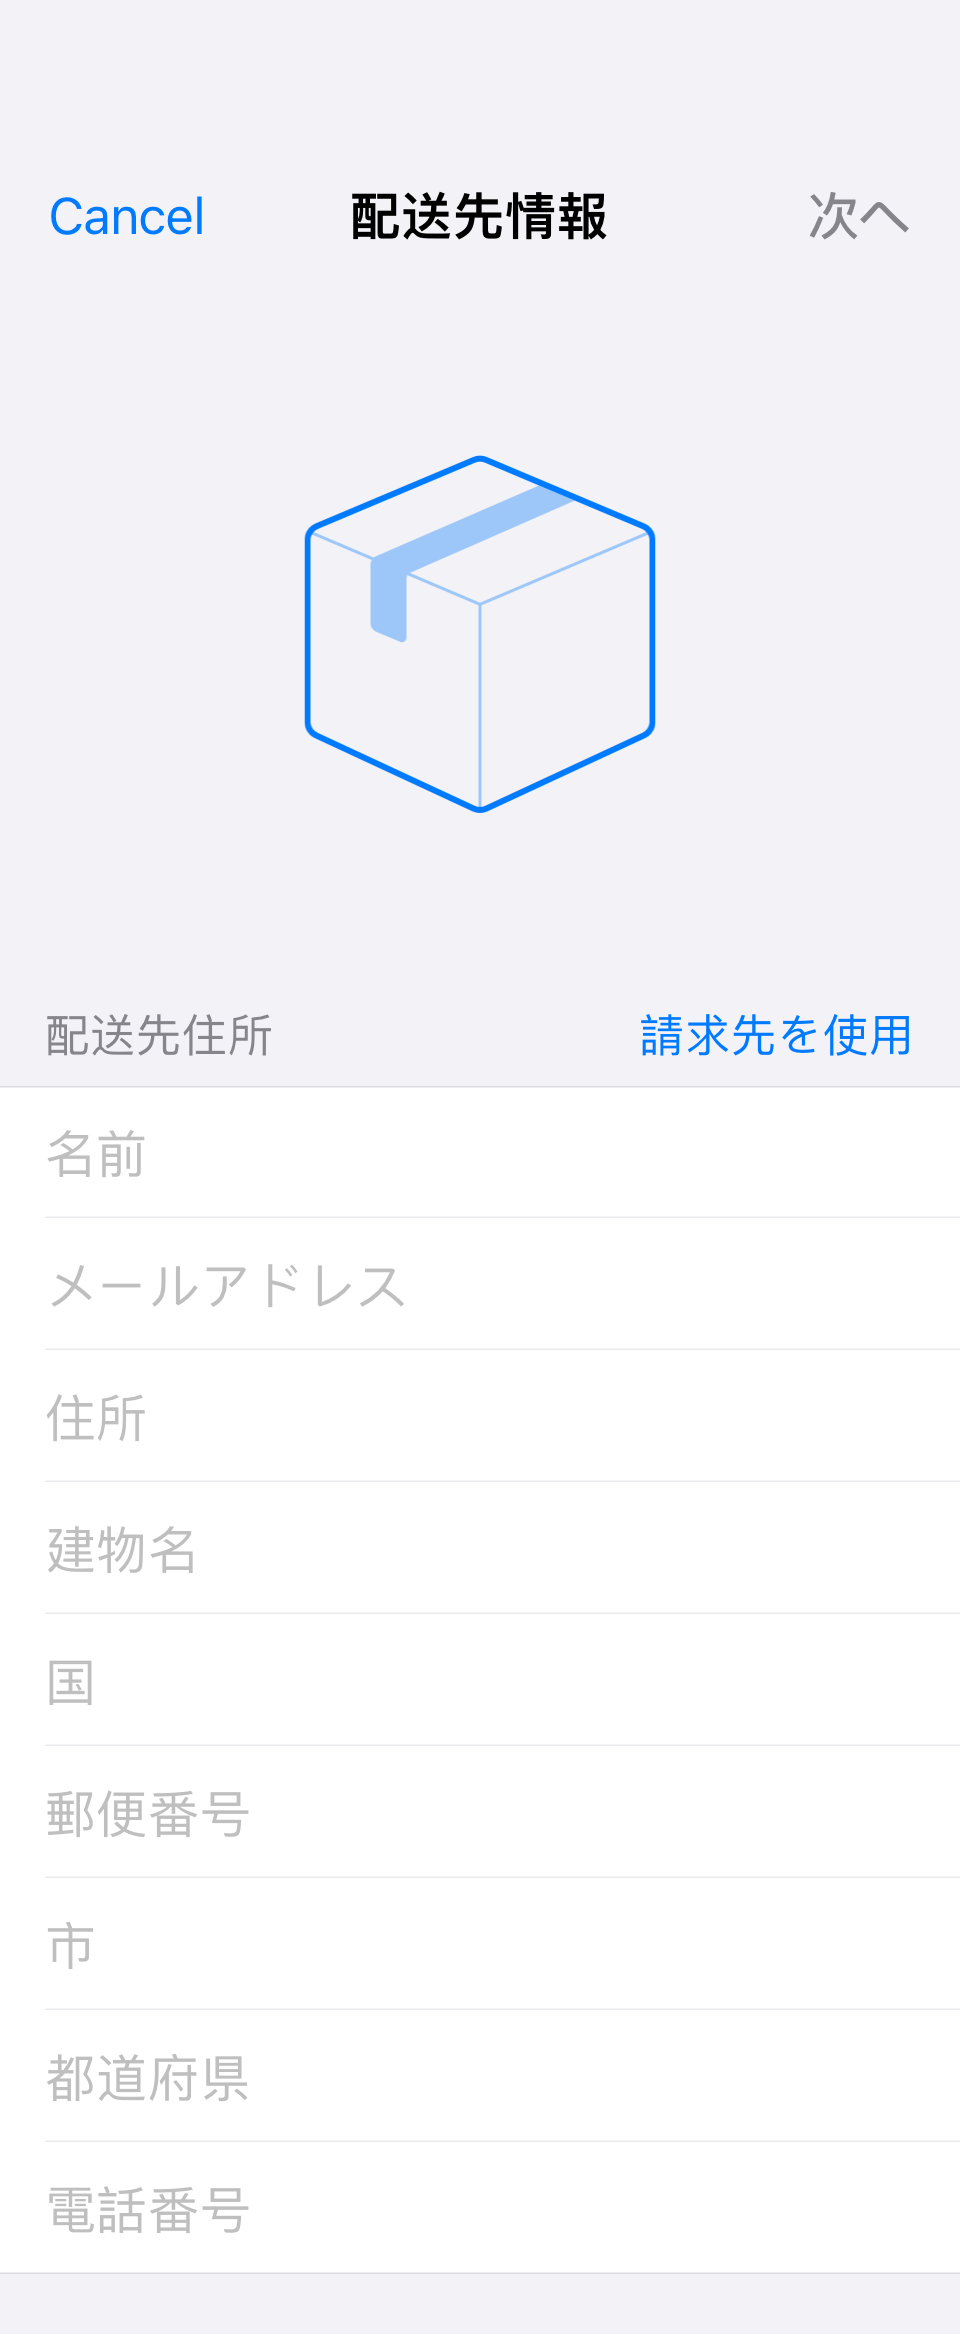 Cancel 配送先情報 次へ
配送先住所 請求先を使用
名前
メールアドレス
住所
建物名
国
郵便番号
市
都道府県
電話番号